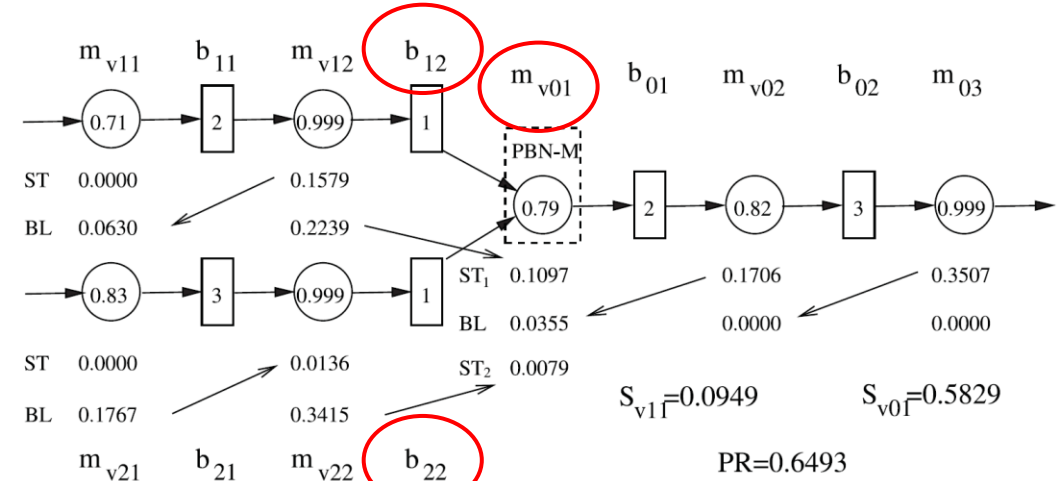 m v11 b 11 m v12 b 12 m v01 b 01 m v02 b 02 m 03
0.71 2 0.999 1 PBN-M
ST 0.0000 0.1579 0.79 2 0.82 3 0.999
BL 0.0630 0.2239
ST1 0.1097 0.1706 0.3507
0.83 3 0.999 1
BL 0.0355 0.0000 0.0000
ST 0.0000 0.0136 ST2 0.0079
BL 0.1767 0.3415 Sv11=0.0949 Sv01=0.5829
m v21 b 21 m v22 b 22 PR=0.6493